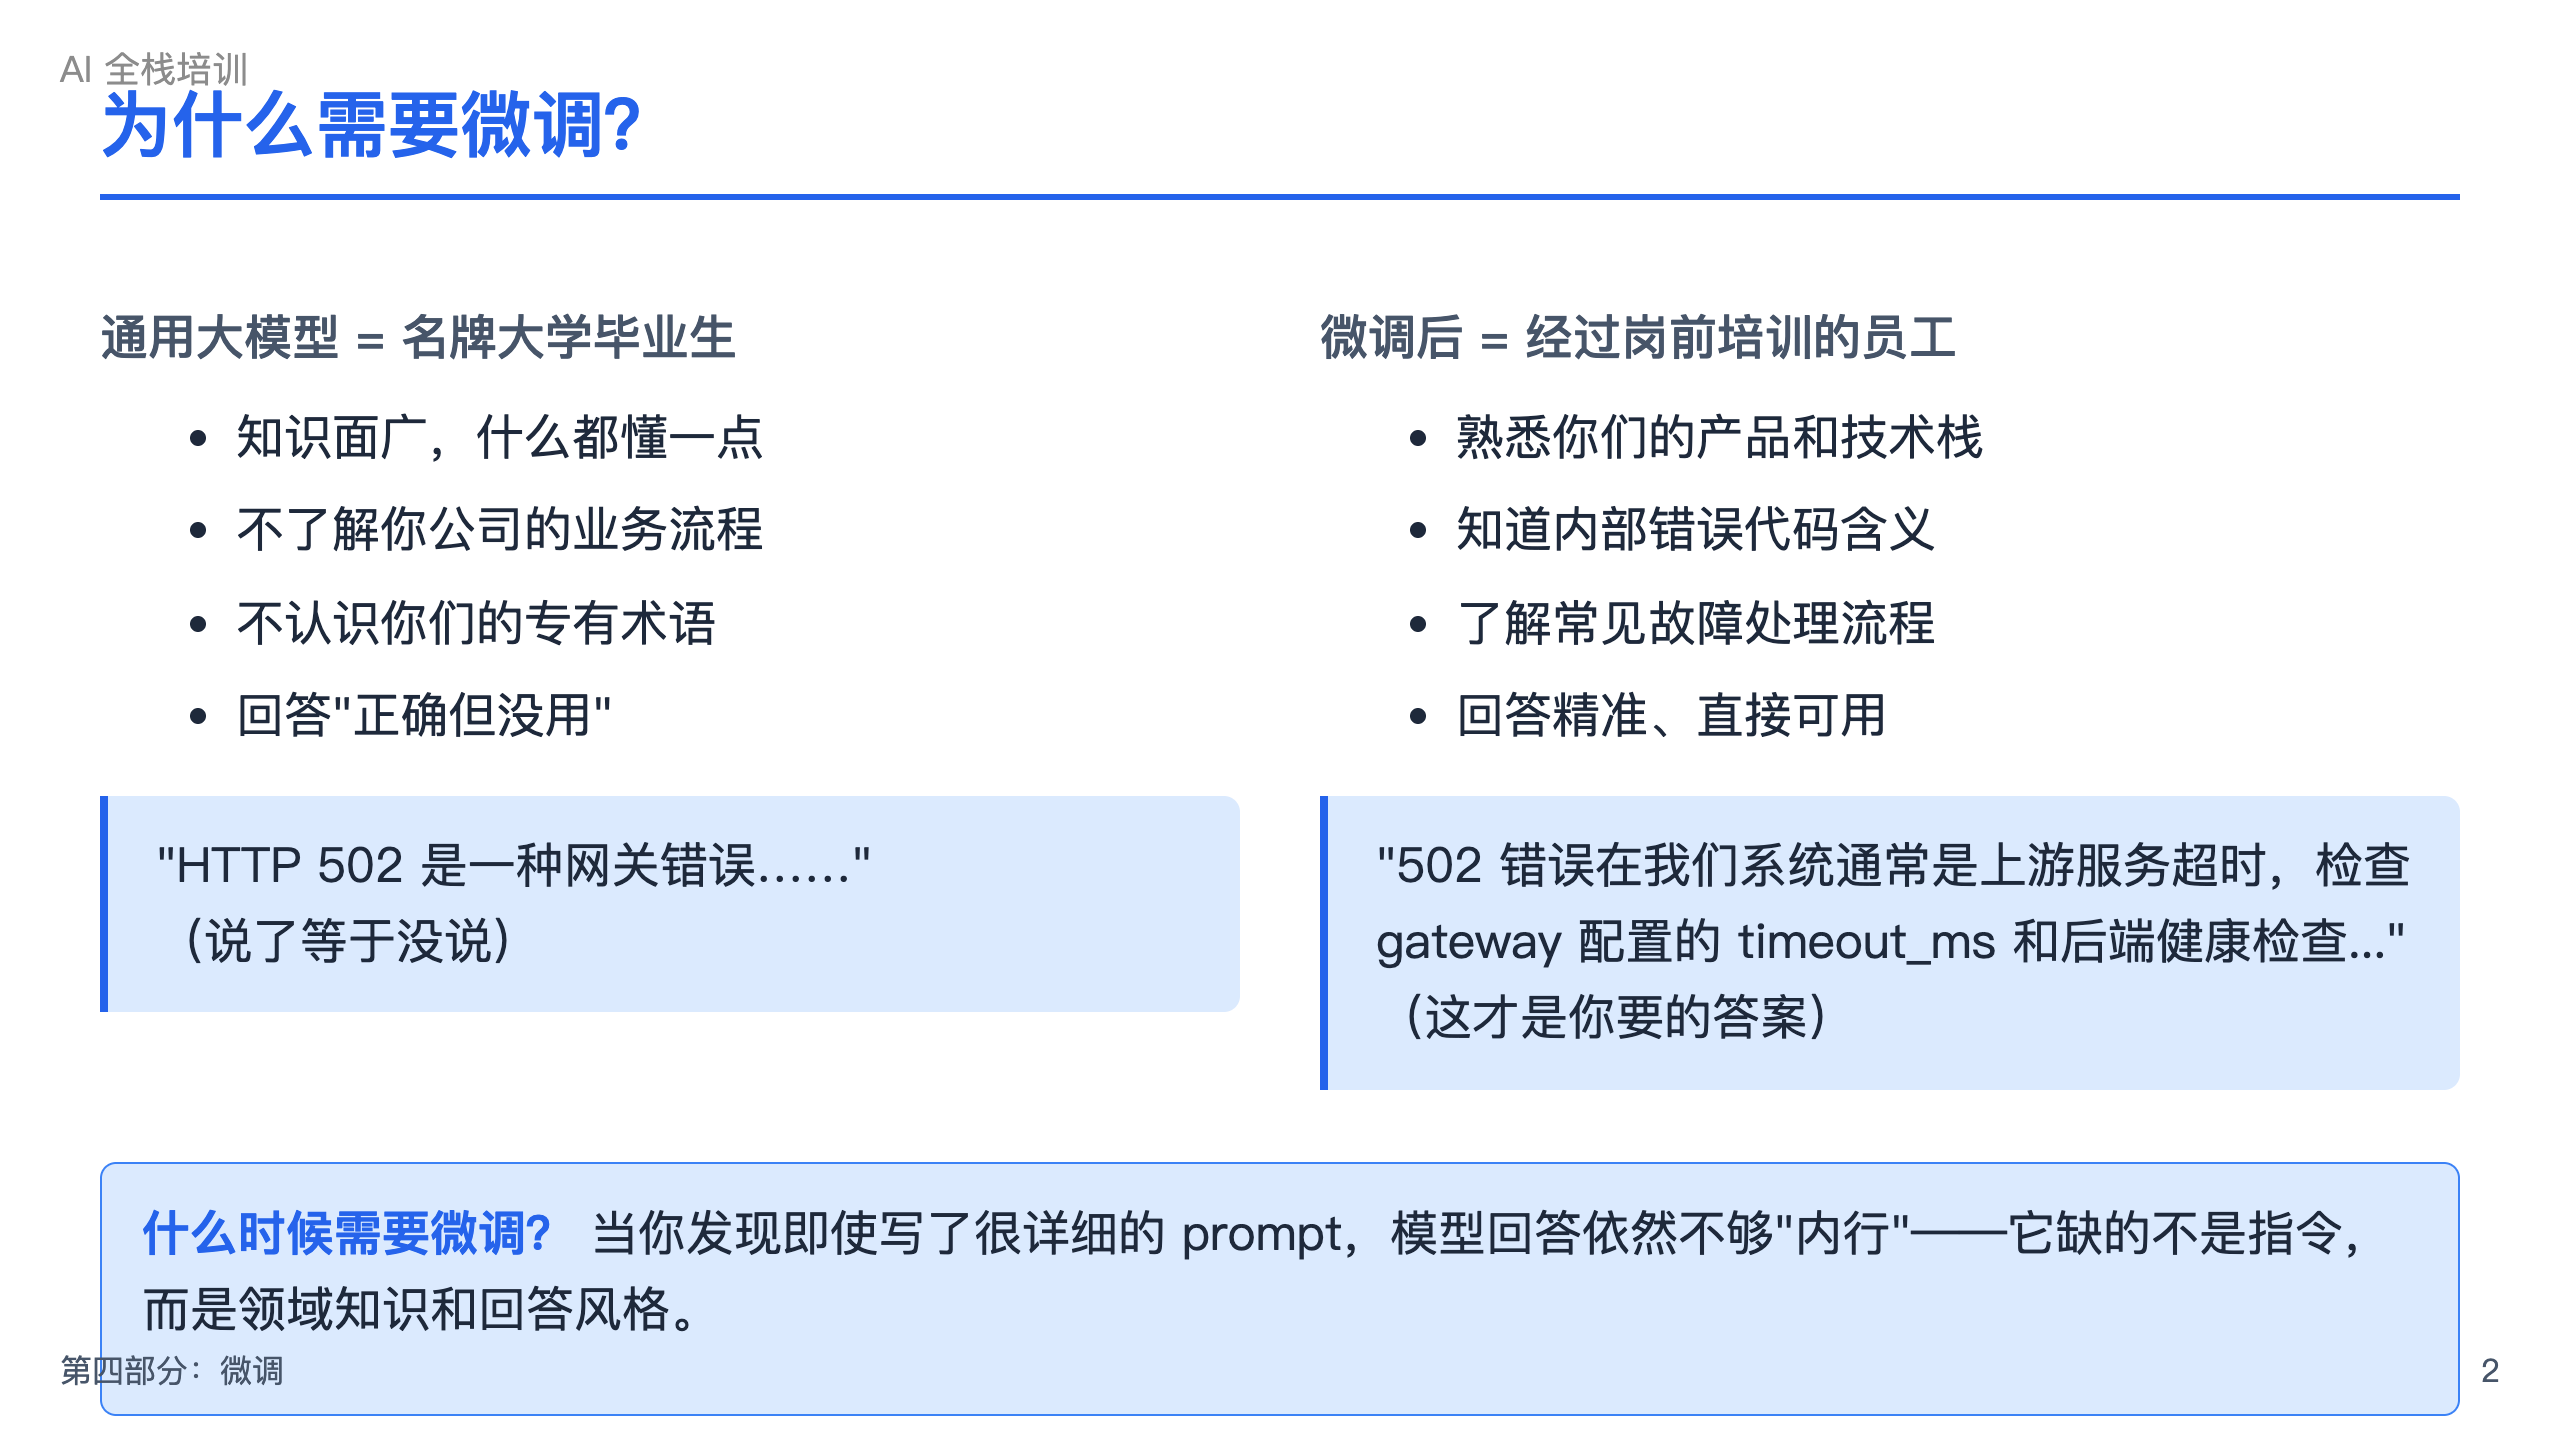 AI 全栈培训
为什么需要微调?
通用大模型 = 名牌大学毕业生
• 知识面广，什么都懂一点
• 不了解你公司的业务流程
• 不认识你们的专有术语
• 回答"正确但没用"
"HTTP 502 是一种网关错误……"
（说了等于没说）
微调后 = 经过岗前培训的员工
• 熟悉你们的产品和技术栈
• 知道内部错误代码含义
• 了解常见故障处理流程
• 回答精准、直接可用
"502 错误在我们系统通常是上游服务超时，检查
gateway 配置的 timeout_ms 和后端健康检查..."
（这才是你要的答案）
什么时候需要微调？ 当你发现即使写了很详细的 prompt，模型回答依然不够"内行"——它缺的不是指令，
而是领域知识和回答风格。
第四部分：微调
2